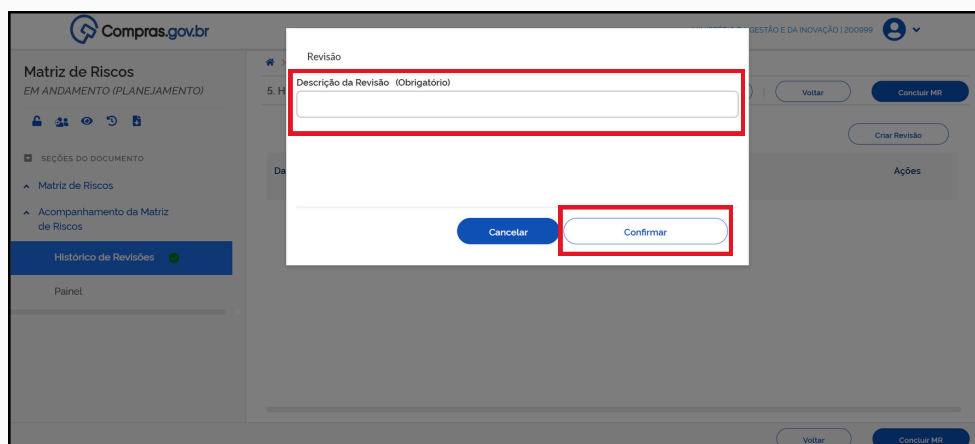 Compras.gov.br
GESTÃO E DA INOVAÇÃO | 200999
Matriz de Riscos
EM ANDAMENTO (PLANEJAMENTO)
SEÇÕES DO DOCUMENTO
Matriz de Riscos
Acompanhamento da Matriz
de Riscos
Histórico de Revisões
Painel
5. H
Voltar
Concluir MR
Criar Revisão
Da
Ações
Revisão
Descrição da Revisão (Obrigatório)
Cancelar
Confirmar
Voltar
Concluir MR